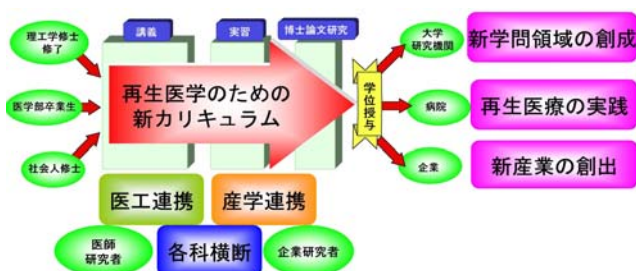 講義
実習
博士論文研究
理工学修士
修了
医学部卒業生
社会人修士
再生医学のための
新カリキュラム
学位授与
大学
研究機関
病院
企業
新学問領域の創成
再生医療の実践
新産業の創出
医工連携
産学連携
医師
研究者
各科横断
企業研究者